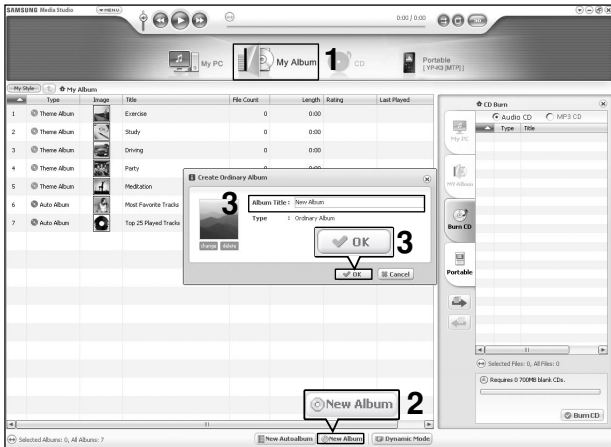 SAMSUNG Media Studio
MENU
0:00 / 0:00
My PC
My Album
1
CD
Portable
[ YP-K3 [MTP] ]
My Style
My Album
Type Image Title File Count Length Rating Last Played
1 Theme Album Exercise 0 0:00
2 Theme Album Study 0 0:00
3 Theme Album Driving 0 0:00
4 Theme Album Party 0 0:00
5 Theme Album Meditation
6 Auto Album Most Favorite Tracks
7 Auto Album Top 25 Played Tracks
Create Ordinary Album
3
Album Title : New Album
Type : Ordinary Album
change delete
OK
3
OK Cancel
CD Burn
Audio CD MP3 CD
Type Title
My PC
My Album
Burn CD
Portable
Selected Files: 0, All Files: 0
Requires 0 700MB blank CDs.
Burn CD
New Album
2
Selected Albums: 0, All Albums: 7
New Autoalbum New Album Dynamic Mode